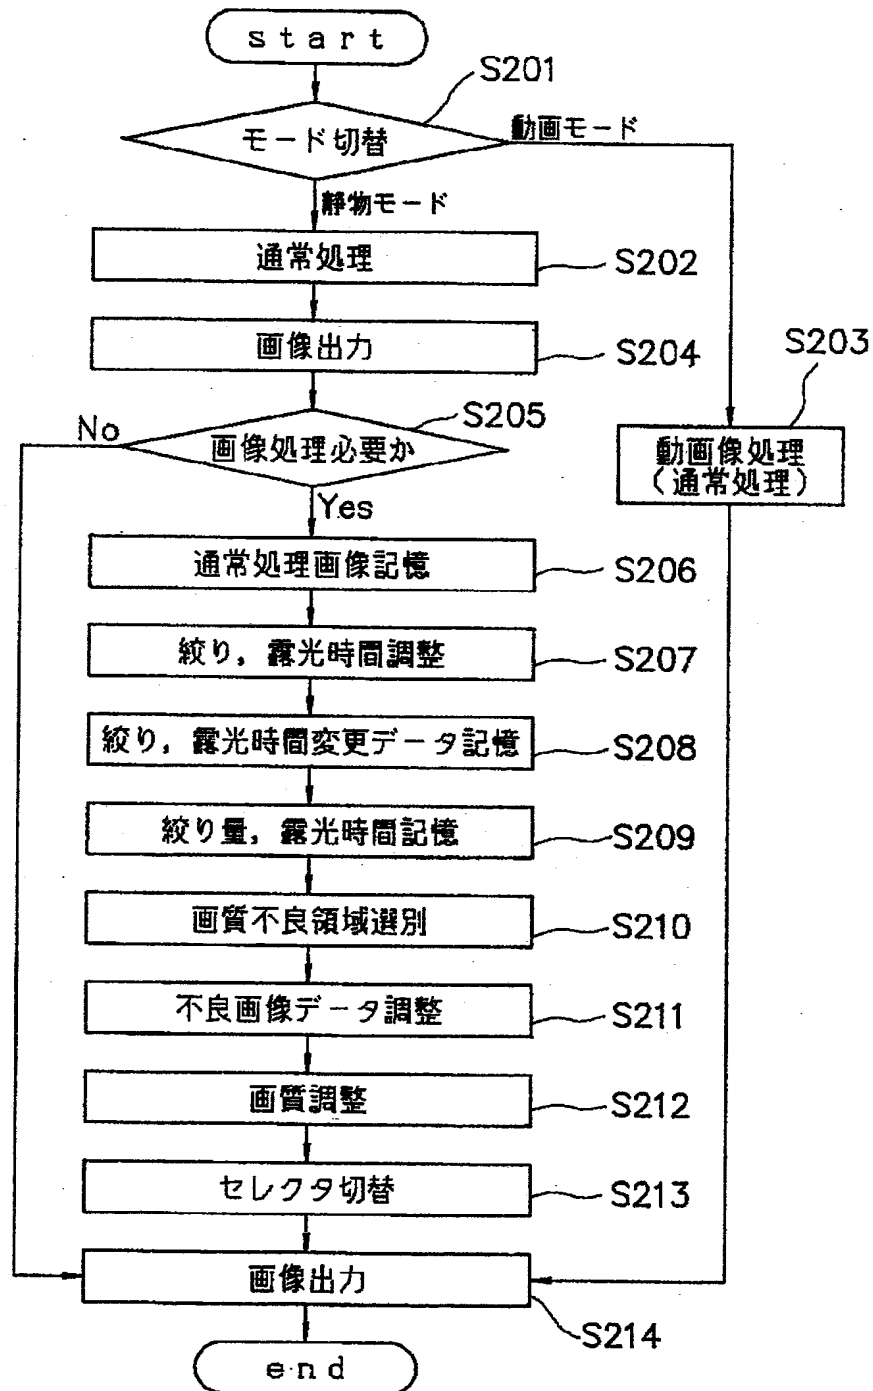 start
S201
モード切替
動画モード
静物モード
通常処理
S202
画像出力
S204
S203
S205
No
画像処理必要か
動画像処理
(通常処理)
Yes
通常処理画像記憶
S206
絞り,露光時間調整
S207
絞り,露光時間変更データ記憶
S208
絞り量,露光時間記憶
S209
画質不良領域選別
S210
不良画像データ調整
S211
画質調整
S212
セレクタ切替
S213
画像出力
S214
end